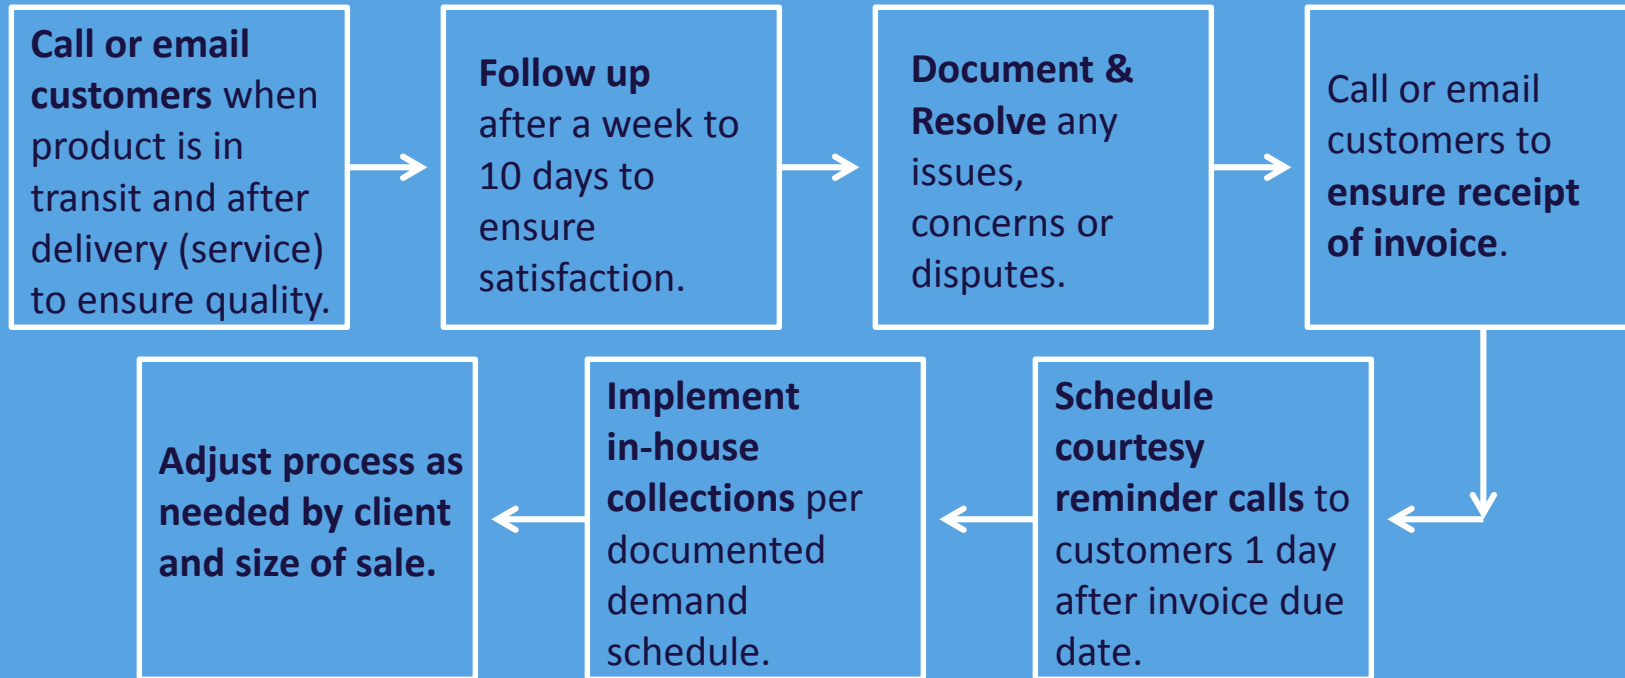 Call or email
customers when
product is in
transit and after
delivery (service)
to ensure quality.
Follow up
after a week to
10 days to
ensure
satisfaction.
Document &
Resolve any
issues,
concerns or
disputes.
Call or email
customers to
ensure receipt
of invoice.
Schedule
courtesy
reminder calls to
customers 1 day
after invoice due
date.
Implement
in-house
collections per
documented
demand
schedule.
Adjust process as
needed by client
and size of sale.